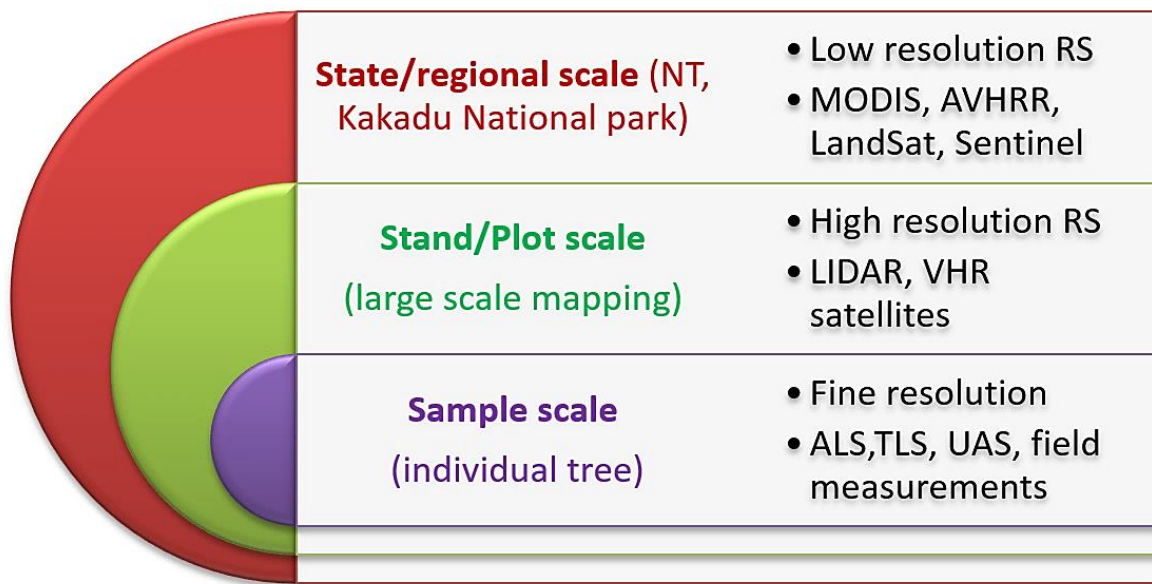 State/regional scale (NT,
Kakadu National park)
• Low resolution RS
• MODIS, AVHRR,
LandSat, Sentinel
Stand/Plot scale
(large scale mapping)
• High resolution RS
• LIDAR, VHR
satellites
Sample scale
(individual tree)
• Fine resolution
• ALS,TLS, UAS, field
measurements